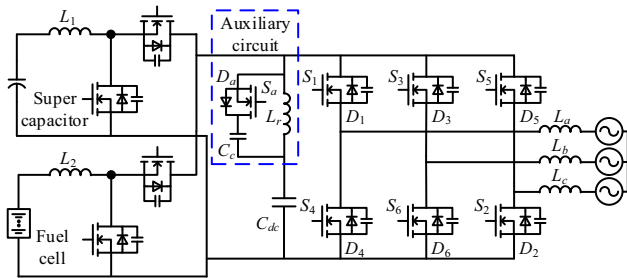 L1
Auxiliary
circuit
Da
Sa
Lr
Cc
S1
S3
S5
D1
D3
D5
Super
capacitor
La
Lb
Lc
L2
Cdc
S4
S6
S2
Fuel
cell
D4
D6
D2